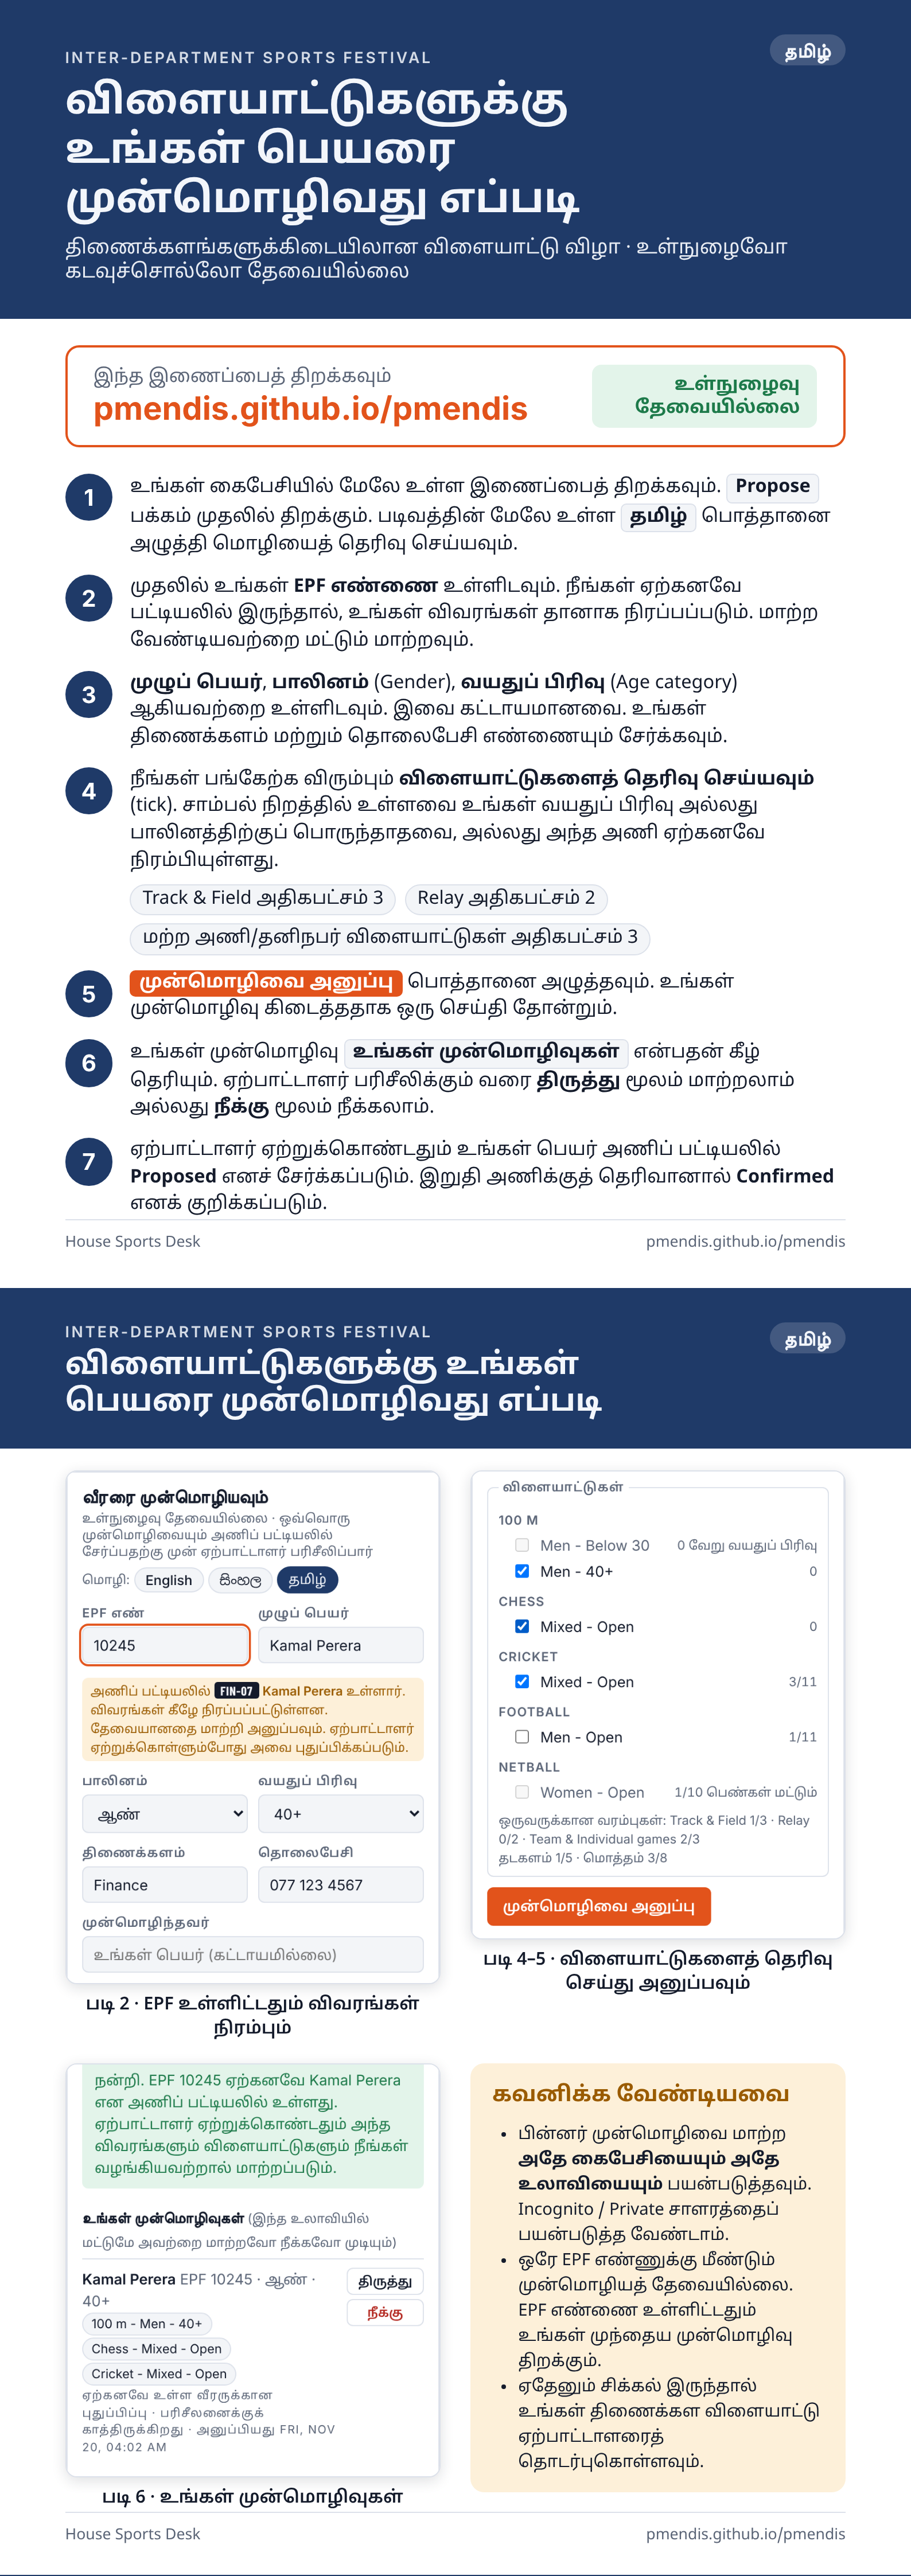 INTER-DEPARTMENT SPORTS FESTIVAL
தமிழ்
விளையாட்டுகளுக்கு
உங்கள் பெயரை
முன்மொழிவது எப்படி
திணைக்களங்களுக்கிடையிலான விளையாட்டு விழா · உள்நுழைவோ
கடவுச்சொல்லோ தேவையில்லை
இந்த இணைப்பைத் திறக்கவும்
pmendis.github.io/pmendis
உள்நுழைவு
தேவையில்லை
1
உங்கள் கைபேசியில் மேலே உள்ள இணைப்பைத் திறக்கவும். Propose
பக்கம் முதலில் திறக்கும். படிவத்தின் மேலே உள்ள தமிழ் பொத்தானை
அழுத்தி மொழியைத் தெரிவு செய்யவும்.
2
முதலில் உங்கள் EPF எண்ணை உள்ளிடவும். நீங்கள் ஏற்கனவே
பட்டியலில் இருந்தால், உங்கள் விவரங்கள் தானாக நிரப்பப்படும். மாற்ற
வேண்டியவற்றை மட்டும் மாற்றவும்.
3
முழுப் பெயர், பாலினம் (Gender), வயதுப் பிரிவு (Age category)
ஆகியவற்றை உள்ளிடவும். இவை கட்டாயமானவை. உங்கள்
திணைக்களம் மற்றும் தொலைபேசி எண்ணையும் சேர்க்கவும்.
4
நீங்கள் பங்கேற்க விரும்பும் விளையாட்டுகளைத் தெரிவு செய்யவும்
(tick). சாம்பல் நிறத்தில் உள்ளவை உங்கள் வயதுப் பிரிவு அல்லது
பாலினத்திற்குப் பொருந்தாதவை, அல்லது அந்த அணி ஏற்கனவே
நிரம்பியுள்ளது.
Track & Field அதிகபட்சம் 3
Relay அதிகபட்சம் 2
மற்ற அணி/தனிநபர் விளையாட்டுகள் அதிகபட்சம் 3
5
முன்மொழிவை அனுப்பு பொத்தானை அழுத்தவும். உங்கள்
முன்மொழிவு கிடைத்ததாக ஒரு செய்தி தோன்றும்.
6
உங்கள் முன்மொழிவு உங்கள் முன்மொழிவுகள் என்பதன் கீழ்
தெரியும். ஏற்பாட்டாளர் பரிசீலிக்கும் வரை திருத்து மூலம் மாற்றலாம்
அல்லது நீக்கு மூலம் நீக்கலாம்.
7
ஏற்பாட்டாளர் ஏற்றுக்கொண்டதும் உங்கள் பெயர் அணிப் பட்டியலில்
Proposed எனச் சேர்க்கப்படும். இறுதி அணிக்குத் தெரிவானால் Confirmed
எனக் குறிக்கப்படும்.
House Sports Desk
pmendis.github.io/pmendis
INTER-DEPARTMENT SPORTS FESTIVAL
தமிழ்
விளையாட்டுகளுக்கு உங்கள்
பெயரை முன்மொழிவது எப்படி
வீரரை முன்மொழியவும்
உள்நுழைவு தேவையில்லை · ஒவ்வொரு
முன்மொழிவையும் அணிப் பட்டியலில்
சேர்ப்பதற்கு முன் ஏற்பாட்டாளர் பரிசீலிப்பார்
மொழி: English සිංහල தமிழ்
EPF எண்
முழுப் பெயர்
10245
Kamal Perera
அணிப் பட்டியலில் FIN-07 Kamal Perera உள்ளார்.
விவரங்கள் கீழே நிரப்பப்பட்டுள்ளன.
தேவையானதை மாற்றி அனுப்பவும். ஏற்பாட்டாளர்
ஏற்றுக்கொள்ளும்போது அவை புதுப்பிக்கப்படும்.
பாலினம்
வயதுப் பிரிவு
ஆண்
40+
திணைக்களம்
தொலைபேசி
Finance
077 123 4567
முன்மொழிந்தவர்
உங்கள் பெயர் (கட்டாயமில்லை)
படி 2 · EPF உள்ளிட்டதும் விவரங்கள்
நிரம்பும்
விளையாட்டுகள்
100 M
Men - Below 30
0 வேறு வயதுப் பிரிவு
Men - 40+
0
CHESS
Mixed - Open
0
CRICKET
Mixed - Open
3/11
FOOTBALL
Men - Open
1/11
NETBALL
Women - Open
1/10 பெண்கள் மட்டும்
ஒருவருக்கான வரம்புகள்: Track & Field 1/3 · Relay
0/2 · Team & Individual games 2/3
தடகளம் 1/5 · மொத்தம் 3/8
முன்மொழிவை அனுப்பு
படி 4–5 · விளையாட்டுகளைத் தெரிவு
செய்து அனுப்பவும்
நன்றி. EPF 10245 ஏற்கனவே Kamal Perera
என அணிப் பட்டியலில் உள்ளது.
ஏற்பாட்டாளர் ஏற்றுக்கொண்டதும் அந்த
விவரங்களும் விளையாட்டுகளும் நீங்கள்
வழங்கியவற்றால் மாற்றப்படும்.
உங்கள் முன்மொழிவுகள் (இந்த உலாவியில்
மட்டுமே அவற்றை மாற்றவோ நீக்கவோ முடியும்)
Kamal Perera EPF 10245 · ஆண் ·
40+
திருத்து
நீக்கு
100 m - Men - 40+
Chess - Mixed - Open
Cricket - Mixed - Open
ஏற்கனவே உள்ள வீரருக்கான
புதுப்பிப்பு · பரிசீலனைக்குக்
காத்திருக்கிறது · அனுப்பியது FRI, NOV
20, 04:02 AM
படி 6 · உங்கள் முன்மொழிவுகள்
கவனிக்க வேண்டியவை
• பின்னர் முன்மொழிவை மாற்ற
அதே கைபேசியையும் அதே
உலாவியையும் பயன்படுத்தவும்.
Incognito / Private சாளரத்தைப்
பயன்படுத்த வேண்டாம்.
• ஒரே EPF எண்ணுக்கு மீண்டும்
முன்மொழியத் தேவையில்லை.
EPF எண்ணை உள்ளிட்டதும்
உங்கள் முந்தைய முன்மொழிவு
திறக்கும்.
• ஏதேனும் சிக்கல் இருந்தால்
உங்கள் திணைக்கள விளையாட்டு
ஏற்பாட்டாளரைத்
தொடர்புகொள்ளவும்.
House Sports Desk
pmendis.github.io/pmendis